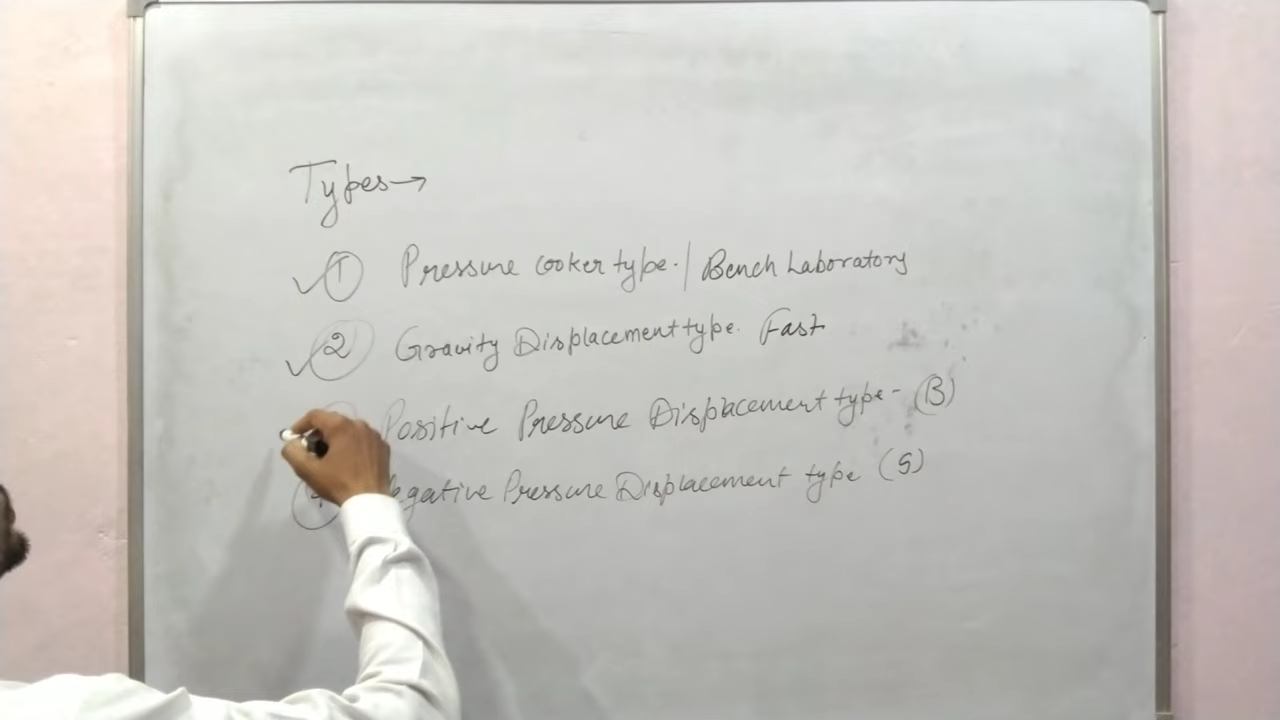 Types→
① Pressure cooker type. / Bench Laboratory
② Gravity Displacement type. Fast
Positive Pressure Displacement type - (B)
Pressure Displacement type (S)